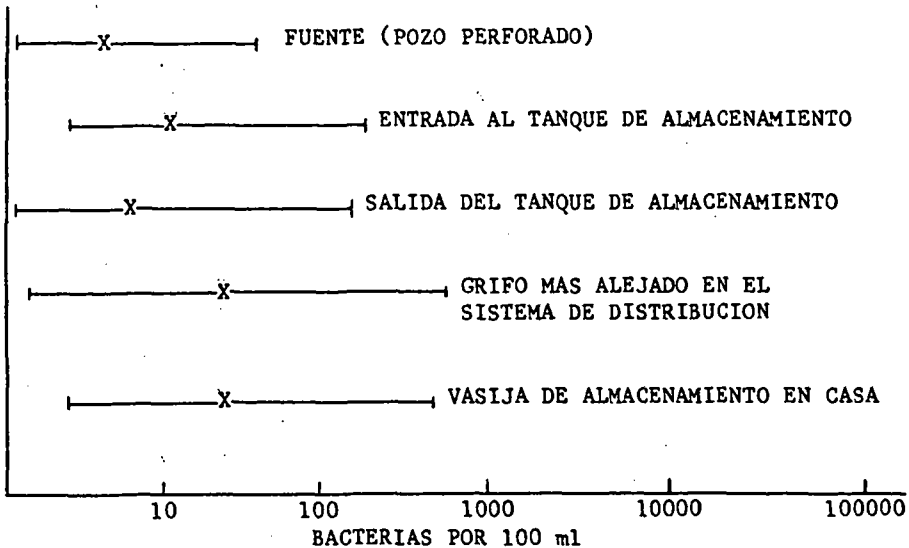 FUENTE (POZO PERFORADO)
ENTRADA AL TANQUE DE ALMACENAMIENTO
SALIDA DEL TANQUE DE ALMACENAMIENTO
GRIFO MAS ALEJADO EN EL
SISTEMA DE DISTRIBUCION
VASIJA DE ALMACENAMIENTO EN CASA
10 100 1000 10000 100000
BACTERIAS POR 100 ml